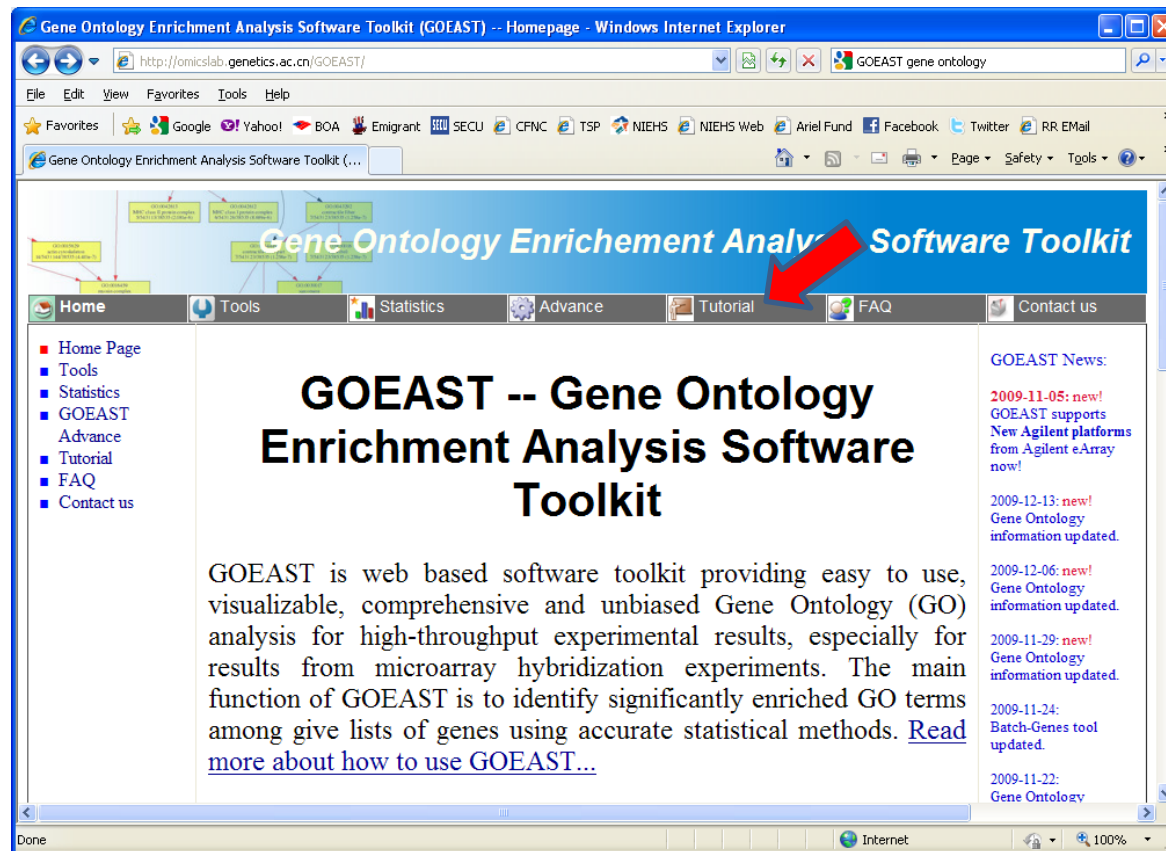 Gene Ontology Enrichment Analysis Software Toolkit (GOEAST) -- Homepage - Windows Internet Explorer
http://omicslab.genetics.ac.cn/GOEAST/
GOEAST gene ontology
File Edit View Favorites Tools Help
Favorites Google Yahoo! BOA Emigrant SECU SECU CFNC TSP NIEHS NIEHS Web Ariel Fund Facebook Twitter RR EMail
Gene Ontology Enrichment Analysis Software Toolkit (...
Page Safety Tools
Gene Ontology Enrichement Software Toolkit
Home Tools Statistics Advance Tutorial FAQ Contact us
Home Page
Tools
Statistics
GOEAST
Advance
Tutorial
FAQ
Contact us
GOEAST -- Gene Ontology
Enrichment Analysis Software
Toolkit
GOEAST is web based software toolkit providing easy to use,
visualizable, comprehensive and unbiased Gene Ontology (GO)
analysis for high-throughput experimental results, especially for
results from microarray hybridization experiments. The main
function of GOEAST is to identify significantly enriched GO terms
among give lists of genes using accurate statistical methods. Read
more about how to use GOEAST...
GOEAST News:
2009-11-05: new!
GOEAST supports
New Agilent platforms
from Agilent eArray
now!
2009-12-13: new!
Gene Ontology
information updated.
2009-12-06: new!
Gene Ontology
information updated.
2009-11-29: new!
Gene Ontology
information updated.
2009-11-24:
Batch-Genes tool
updated.
2009-11-22:
Gene Ontology
Done
Internet
100%